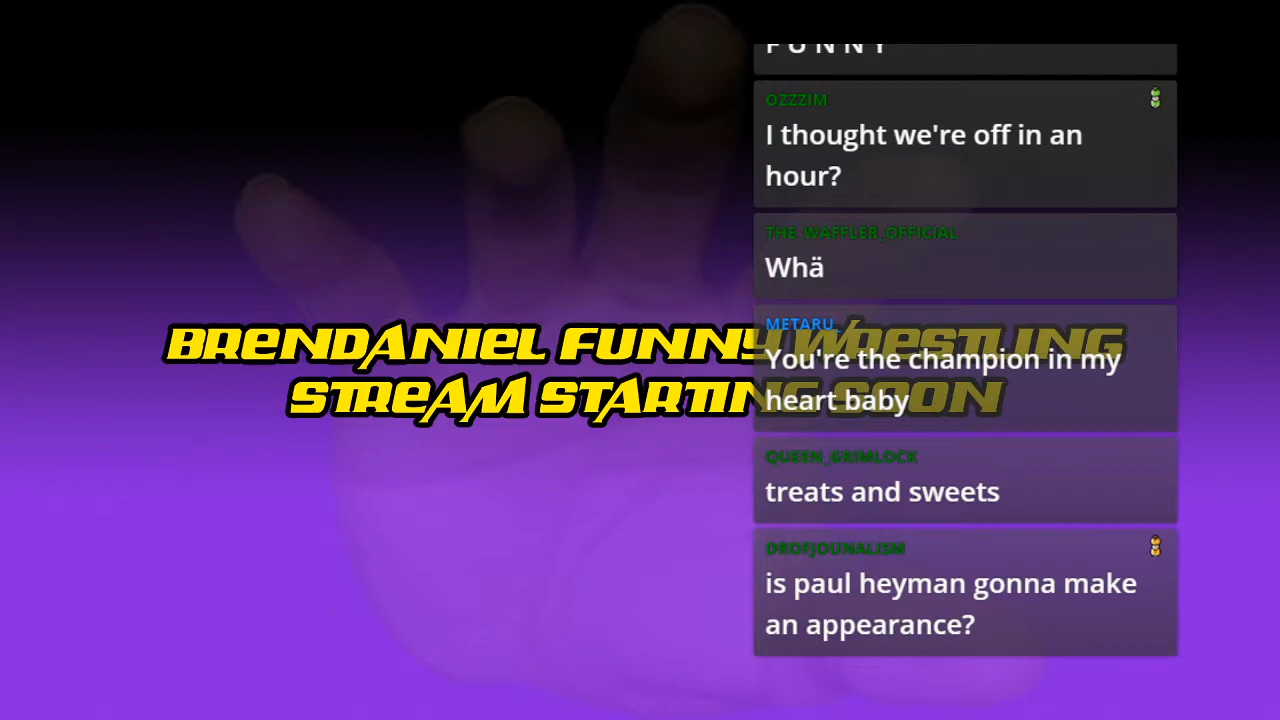 F U N N Y
OZZZIM
I thought we're off in an
hour?
THE_WAFFLER_OFFICIAL
Whä
METARU_
You're the champion in my
heart baby
QUEEN_GRIMLOCK
treats and sweets
DROFJOUNALISM
is paul heyman gonna make
an appearance?
BRENDANIEL FUNNY WRESTLING
STREAM STARTING SOON